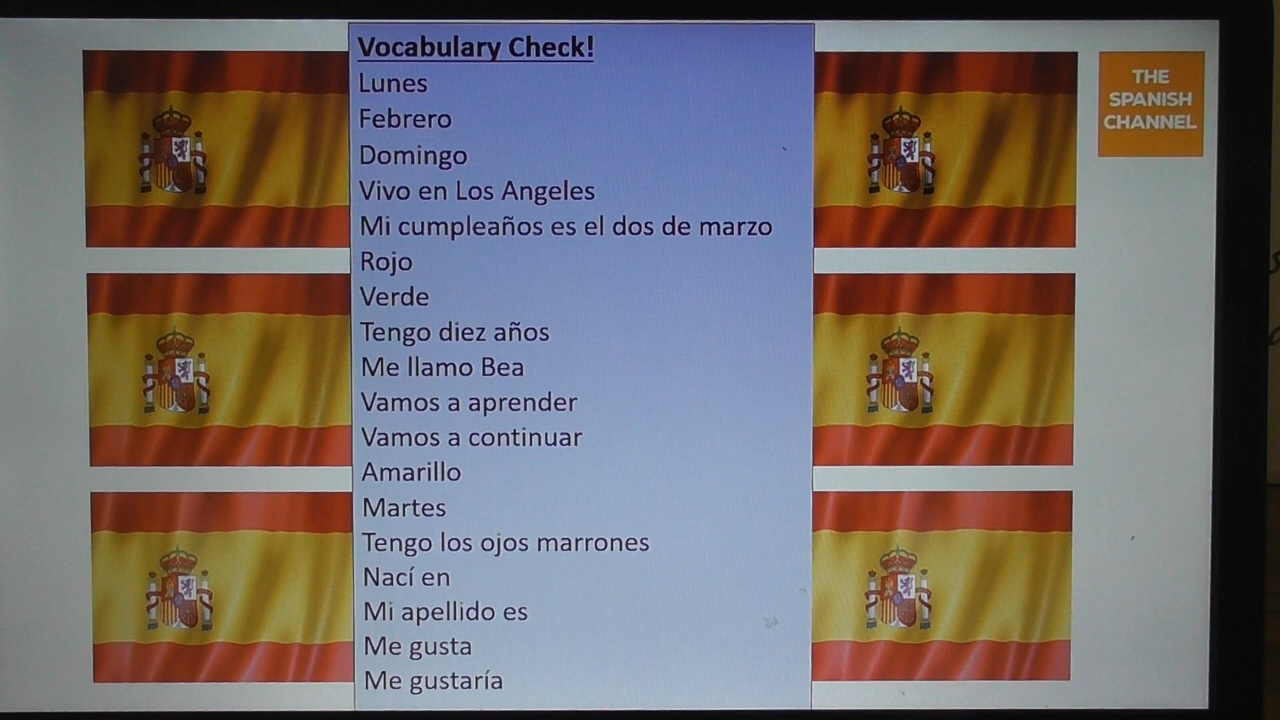 Vocabulary Check!
Lunes
Febrero
Domingo
Vivo en Los Angeles
Mi cumpleaños es el dos de marzo
Rojo
Verde
Tengo diez años
Me llamo Bea
Vamos a aprender
Vamos a continuar
Amarillo
Martes
Tengo los ojos marrones
Nací en
Mi apellido es
Me gusta
Me gustaría
THE
SPANISH
CHANNEL